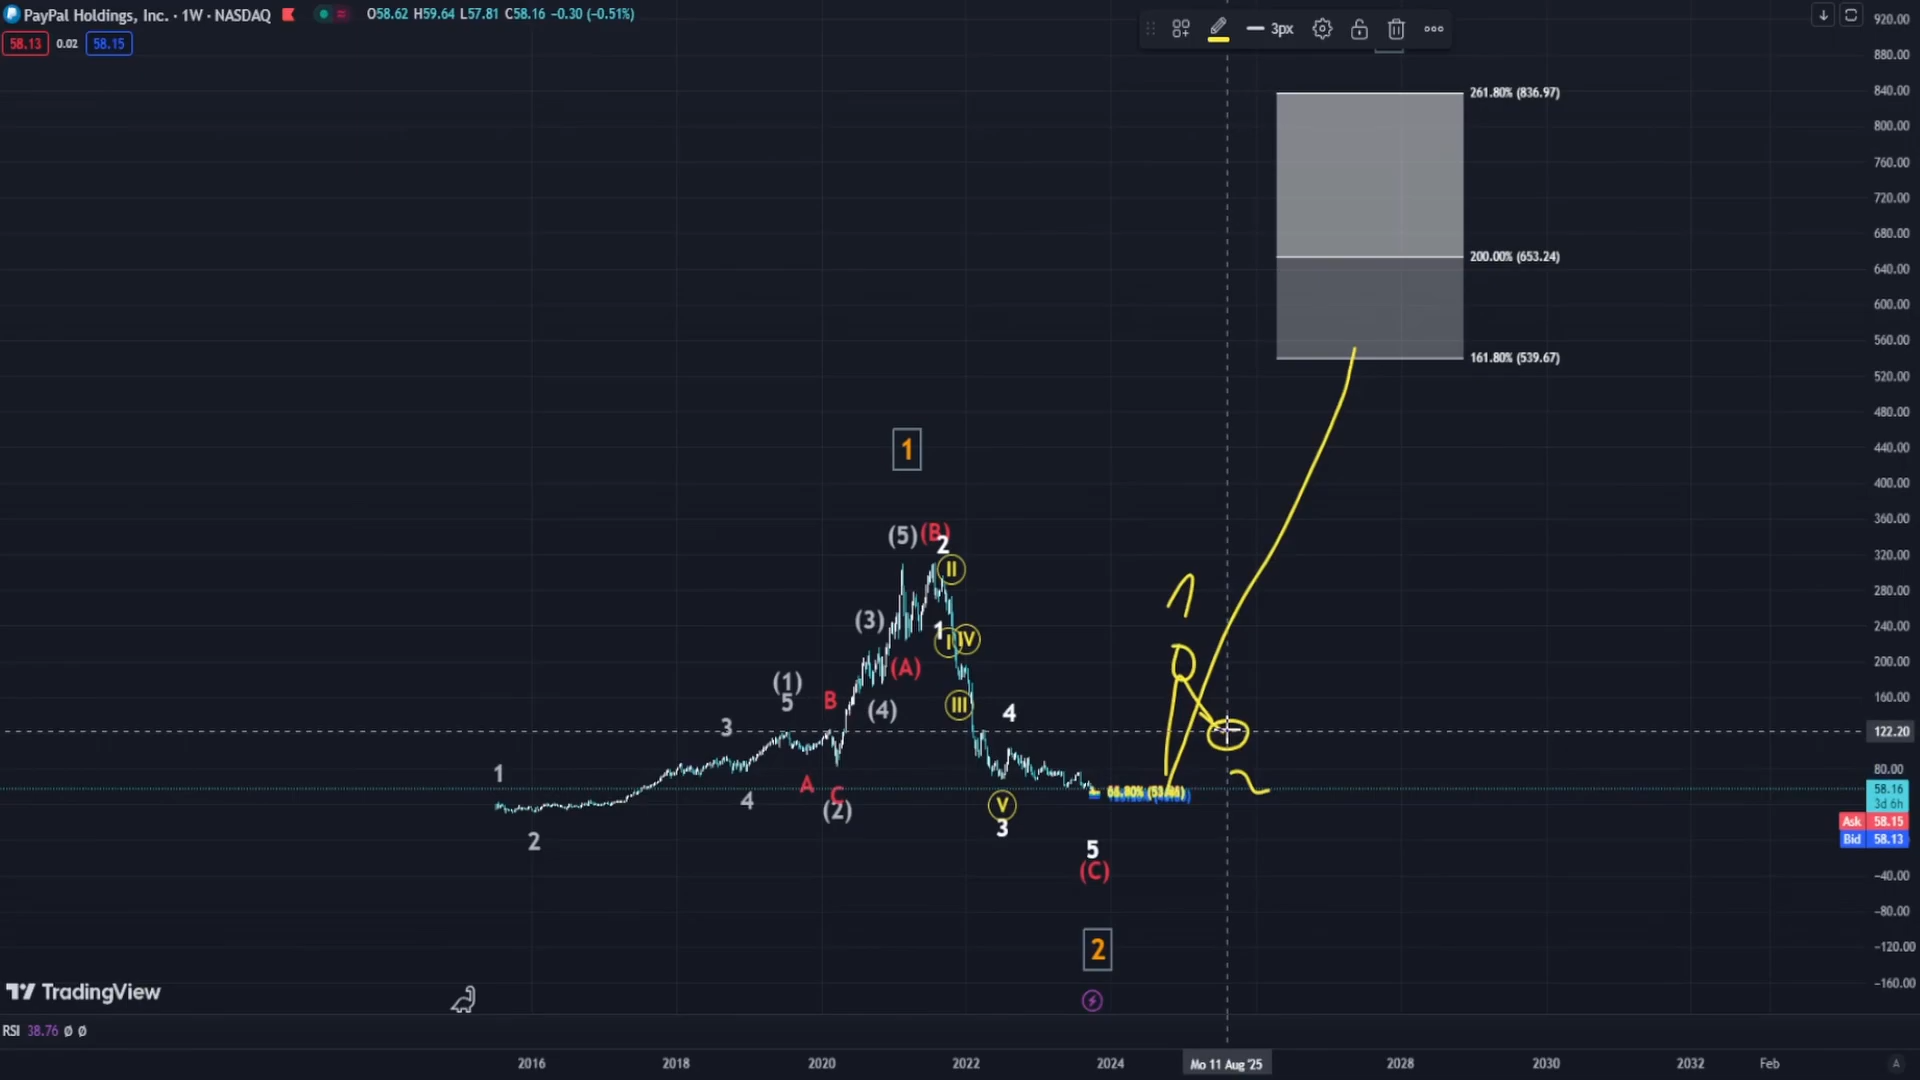 PayPal Holdings, Inc. · 1W · NASDAQ O58.62 H59.64 L57.81 C58.16 −0.30 (−0.51%)
58.13 0.02 58.15
3px
920.00
880.00
840.00
800.00
760.00
720.00
680.00
640.00
600.00
560.00
520.00
480.00
440.00
400.00
360.00
320.00
280.00
240.00
200.00
160.00
122.20
80.00
58.16
3d 6h
Ask 58.15
Bid 58.13
−40.00
−80.00
−120.00
−160.00
261.80% (836.97)
200.00% (653.24)
161.80% (539.67)
1
(5) (B)
2
II
(3)
1 I IV
(A)
(1)
5
B
(4)
III
4
3
1
A
C
4
(2)
V
3
2
5
(C)
2
1
2
TradingView
RSI 38.76 Ø Ø
2016 2018 2020 2022 2024 Mo 11 Aug '25 2028 2030 2032 Feb
A